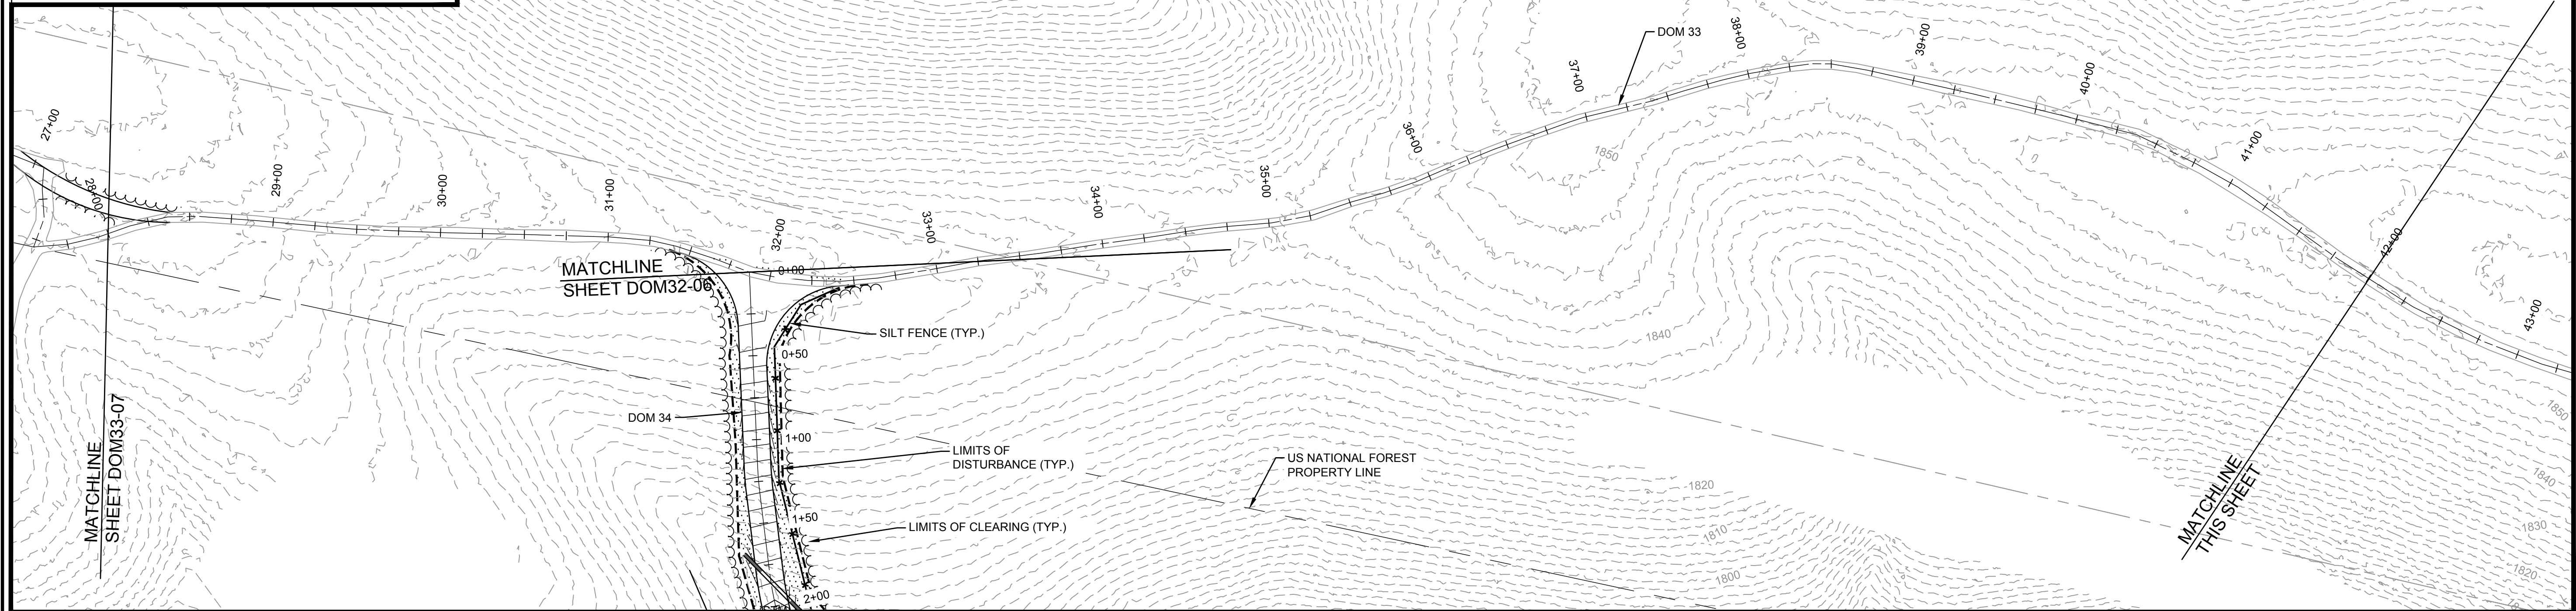 27+00
28+00
29+00
30+00
31+00
32+00
33+00
34+00
35+00
36+00
37+00
38+00
39+00
40+00
41+00
42+00
43+00
DOM 33
1850
MATCHLINE
SHEET DOM32-06
0+00
SILT FENCE (TYP.)
0+50
1840
DOM 34
1+00
LIMITS OF
DISTURBANCE (TYP.)
US NATIONAL FOREST
PROPERTY LINE
1+50
LIMITS OF CLEARING (TYP.)
2+00
MATCHLINE
SHEET DOM33-07
1820
1810
1800
MATCHLINE
THIS SHEET
1850
1840
1830
1820